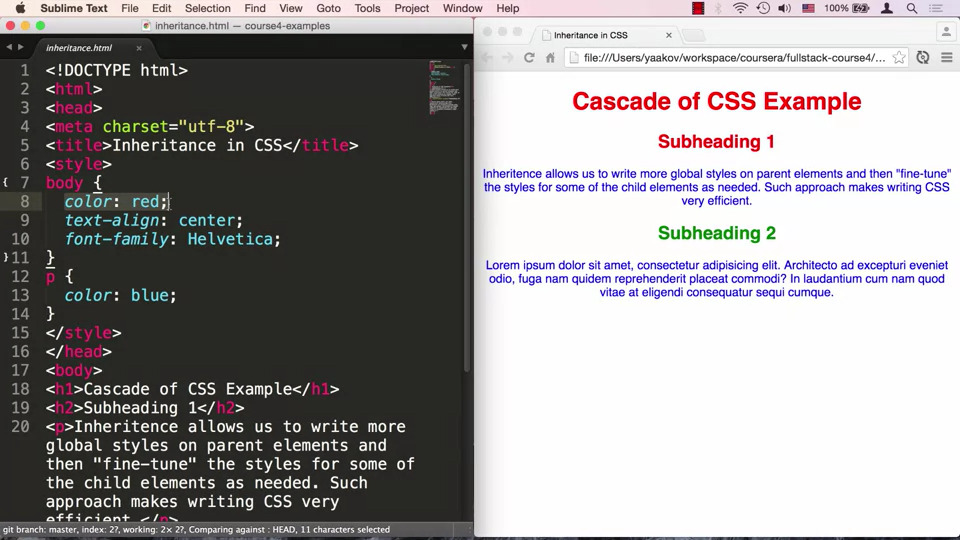 Sublime Text File Edit Selection Find View Goto Tools Project Window Help 100%
inheritance.html — course4-examples
inheritance.html
1 <!DOCTYPE html>
2 <html>
3 <head>
4 <meta charset="utf-8">
5 <title>Inheritance in CSS</title>
6 <style>
7 body {
8 color: red;
9 text-align: center;
10 font-family: Helvetica;
11 }
12 p {
13 color: blue;
14 }
15 </style>
16 </head>
17 <body>
18 <h1>Cascade of CSS Example</h1>
19 <h2>Subheading 1</h2>
20 <p>Inheritence allows us to write more
global styles on parent elements and
then "fine-tune" the styles for some of
the child elements as needed. Such
approach makes writing CSS very
efficient.</p>
git branch: master, index: 2?, working: 2× 2?, Comparing against : HEAD, 11 characters selected
Inheritance in CSS
file:///Users/yaakov/workspace/coursera/fullstack-course4/...
Cascade of CSS Example
Subheading 1
Inheritence allows us to write more global styles on parent elements and then "fine-tune"
the styles for some of the child elements as needed. Such approach makes writing CSS
very efficient.
Subheading 2
Lorem ipsum dolor sit amet, consectetur adipisicing elit. Architecto ad excepturi eveniet
odio, fuga nam quidem reprehenderit placeat commodi? In laudantium cum nam quod
vitae at eligendi consequatur sequi cumque.